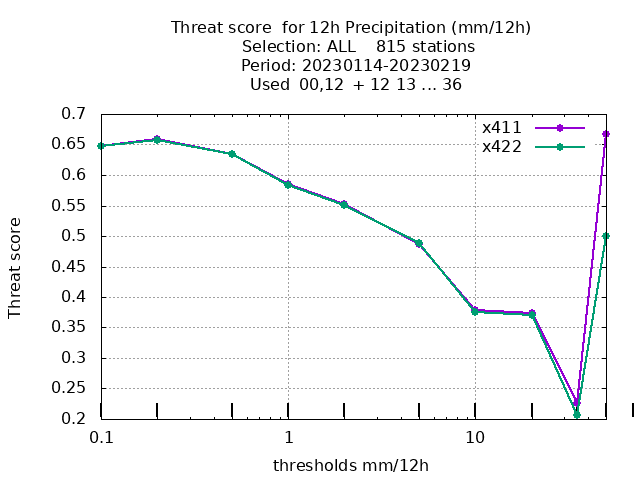 Threat score  for 12h Precipitation (mm/12h)
Selection: ALL    815 stations
Period: 20230114-20230219
Used  00,12  + 12 13 ... 36
x411
x422
0.7
0.65
0.6
0.55
0.5
0.45
0.4
0.35
0.3
0.25
0.2
Threat score
0.1
1
10
thresholds mm/12h